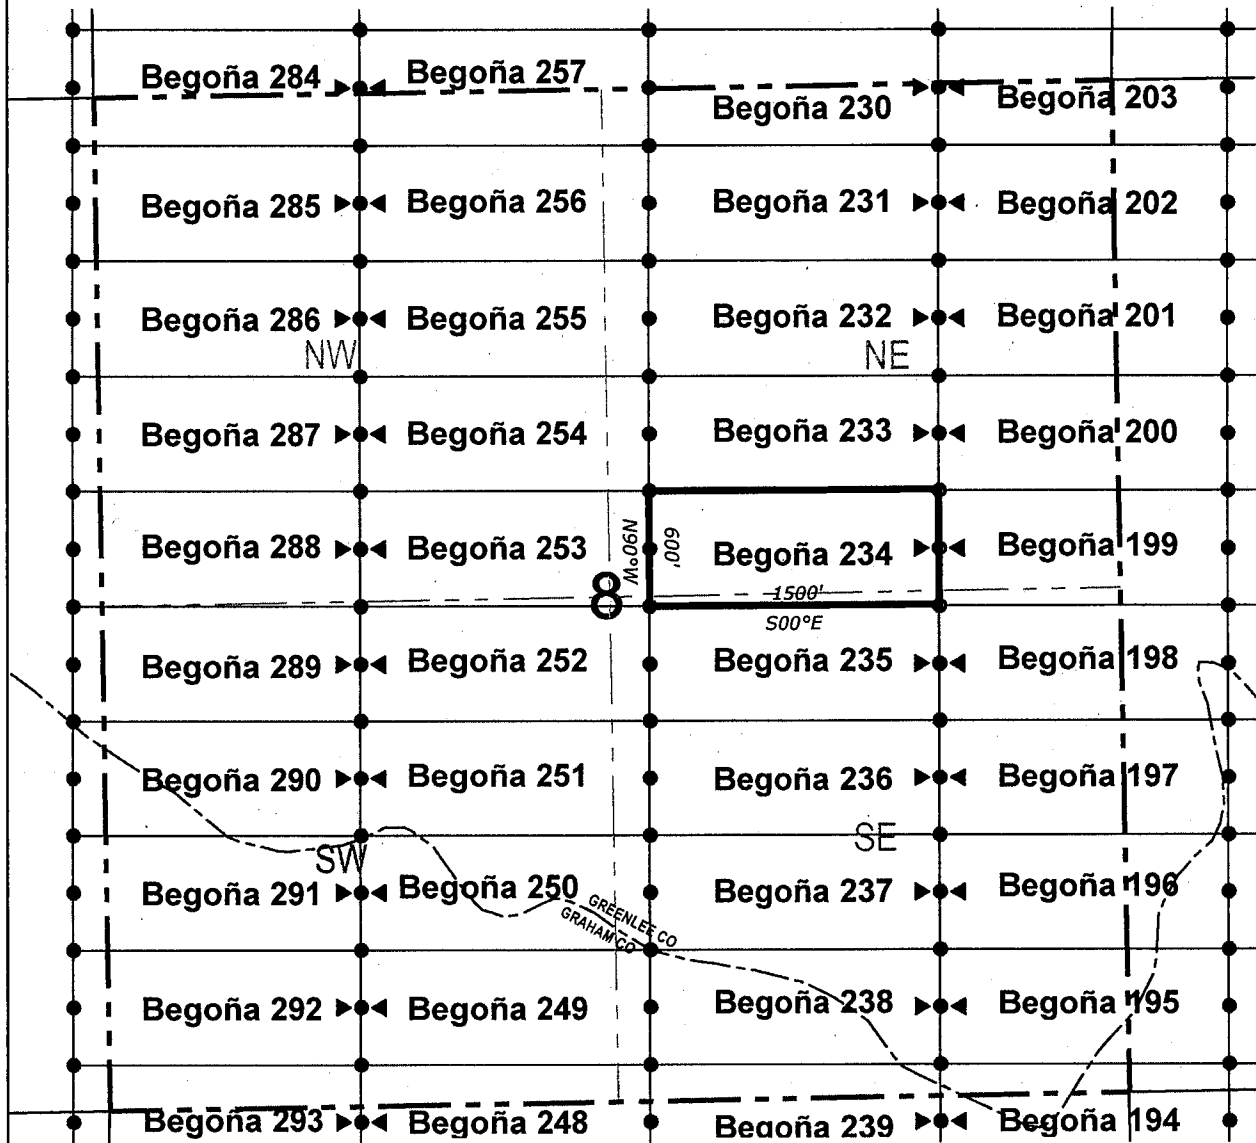 Begoña 284
Begoña 257
Begoña 230
Begoña 203
Begoña 285
Begoña 256
Begoña 231
Begoña 202
Begoña 286
Begoña 255
Begoña 232
Begoña 201
NW
NE
Begoña 287
Begoña 254
Begoña 233
Begoña 200
Begoña 288
Begoña 253
N90°W
600'
Begoña 234
Begoña 199
8
1500'
S00°E
Begoña 289
Begoña 252
Begoña 235
Begoña 198
Begoña 290
Begoña 251
Begoña 236
Begoña 197
SW
SE
Begoña 291
Begoña 250
Begoña 237
Begoña 196
GREENLEE CO
GRAHAM CO
Begoña 292
Begoña 249
Begoña 238
Begoña 195
Begoña 293
Begoña 248
Begoña 239
Begoña 194